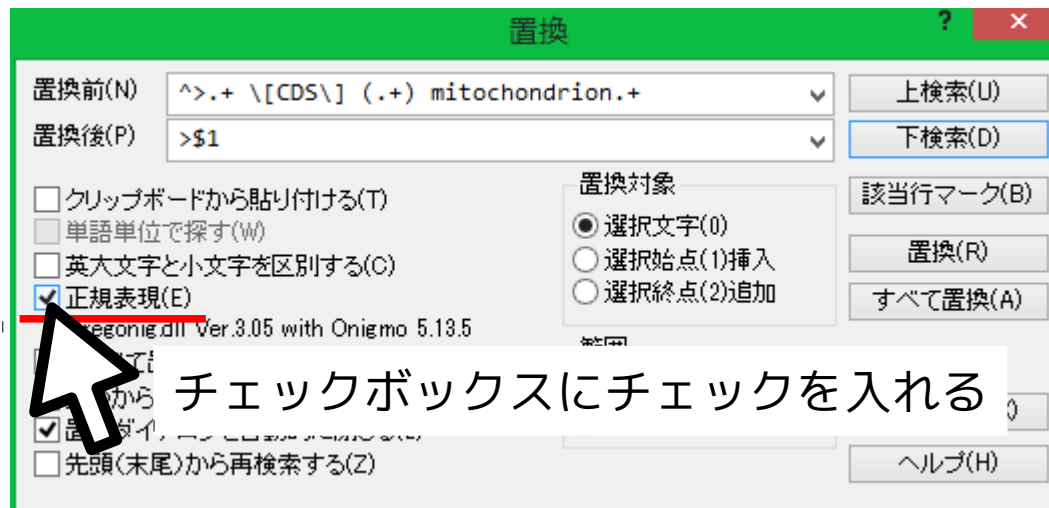 置換
?
×
置換前(N)
^>.+ \[CDS\] (.+) mitochondrion.+
上検索(U)
置換後(P)
>$1
下検索(D)
クリップボードから貼り付ける(T)
置換対象
該当行マーク(B)
単語単位で探す(W)
選択文字(0)
英大文字と小文字を区別する(C)
選択始点(1)挿入
置換(R)
正規表現(E)
選択終点(2)追加
すべて置換(A)
regonig.dll Ver.3.05 with Onigmo 5.13.5
範囲
チェックボックスにチェックを入れる
から
先頭(末尾)から再検索する(Z)
ヘルプ(H)